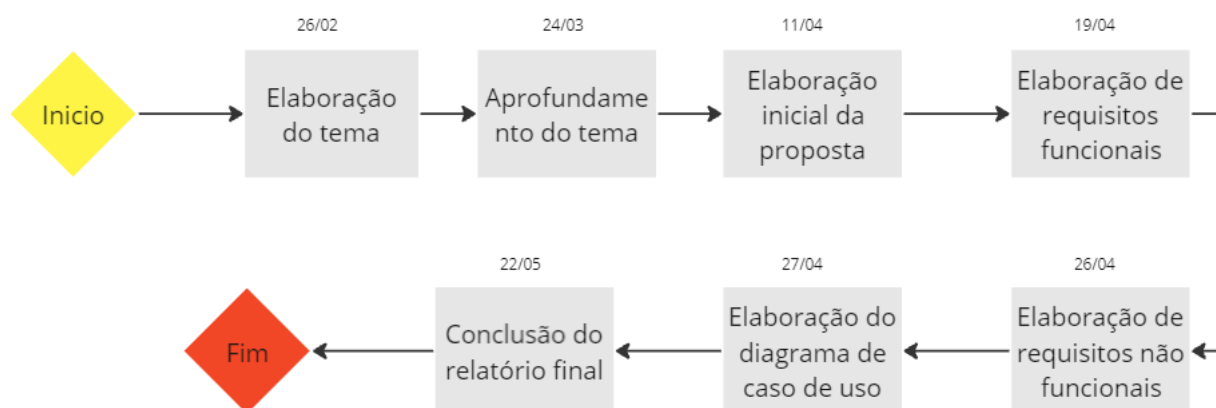 26/02
24/03
11/04
19/04
Inicio
Elaboração
do tema
Aprofundame
nto do tema
Elaboração
inicial da
proposta
Elaboração de
requisitos
funcionais
22/05
27/04
26/04
Fim
Conclusão do
relatório final
Elaboração do
diagrama de
caso de uso
Elaboração de
requisitos não
funcionais